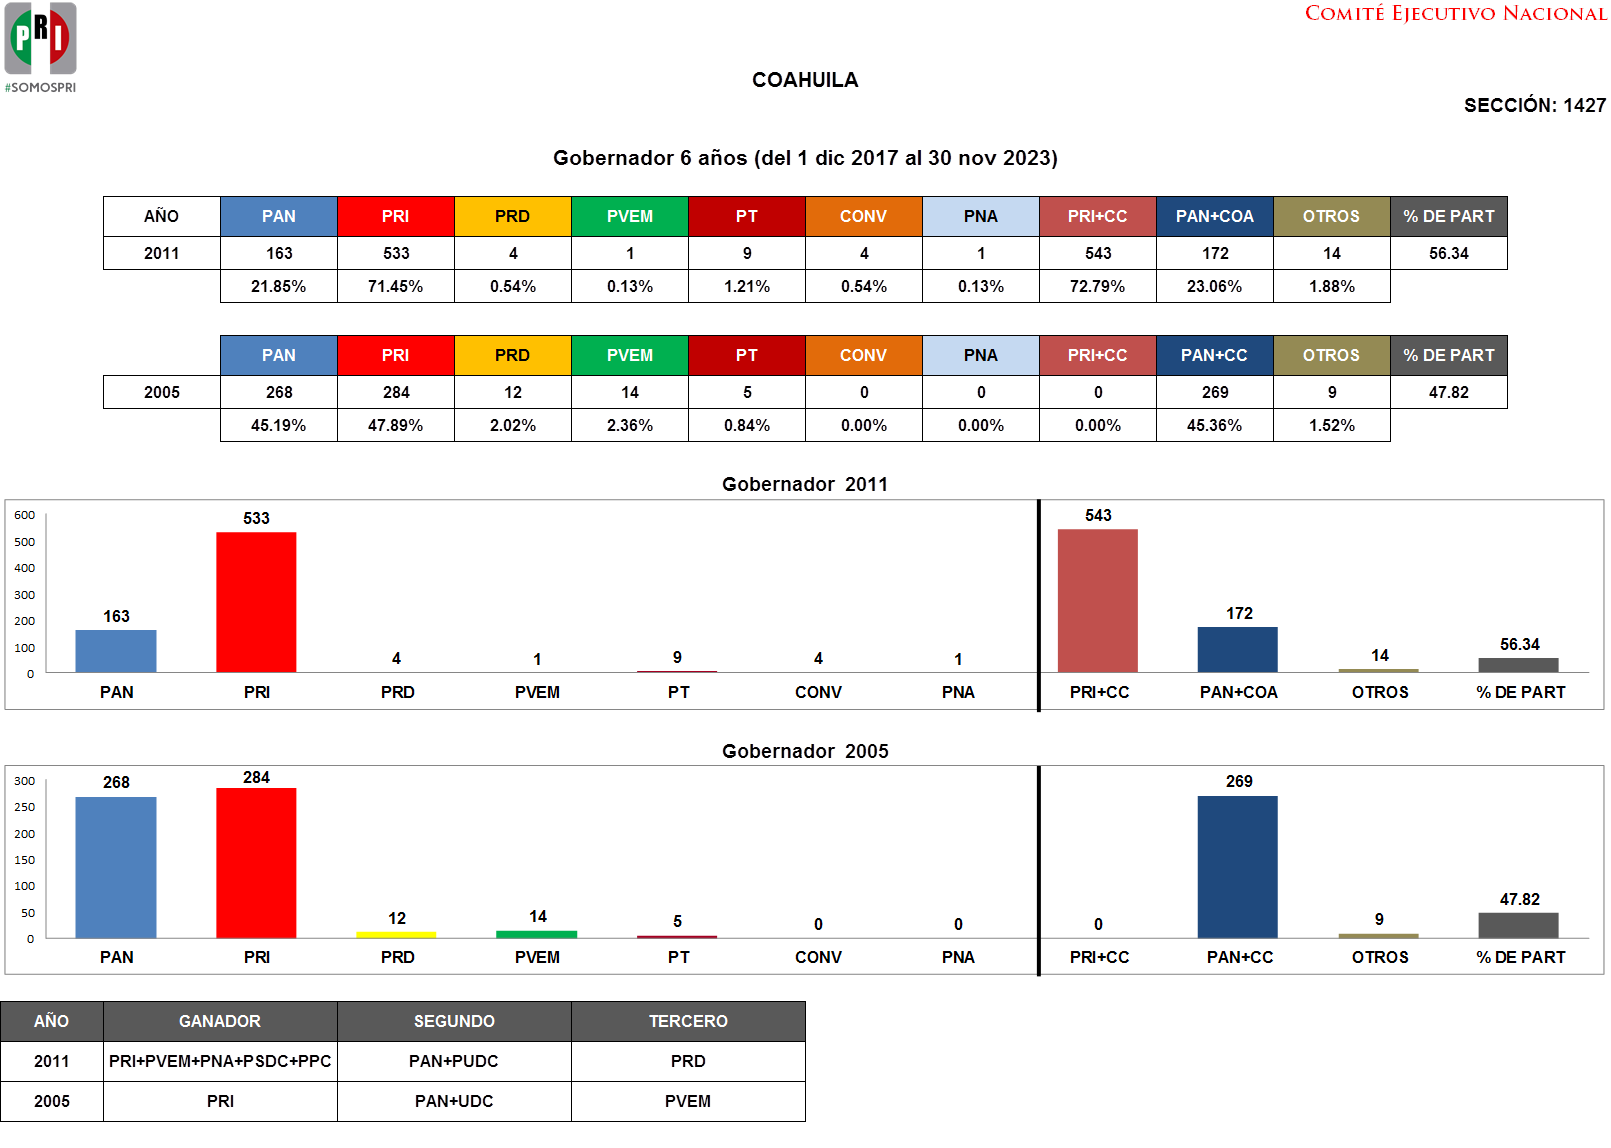 PRI
#SOMOSPRI
COMITÉ EJECUTIVO NACIONAL
COAHUILA
SECCIÓN: 1427
Gobernador 6 años (del 1 dic 2017 al 30 nov 2023)
AÑO PAN PRI PRD PVEM PT CONV PNA PRI+CC PAN+COA OTROS % DE PART
2011 163 533 4 1 9 4 1 543 172 14 56.34
21.85% 71.45% 0.54% 0.13% 1.21% 0.54% 0.13% 72.79% 23.06% 1.88%
PAN PRI PRD PVEM PT CONV PNA PRI+CC PAN+CC OTROS % DE PART
2005 268 284 12 14 5 0 0 0 269 9 47.82
45.19% 47.89% 2.02% 2.36% 0.84% 0.00% 0.00% 0.00% 45.36% 1.52%
Gobernador 2011
600
500
400
300
200
100
0
163 533 4 1 9 4 1 543 172 14 56.34
PAN PRI PRD PVEM PT CONV PNA PRI+CC PAN+COA OTROS % DE PART
Gobernador 2005
300
250
200
150
100
50
0
268 284 12 14 5 0 0 0 269 9 47.82
PAN PRI PRD PVEM PT CONV PNA PRI+CC PAN+CC OTROS % DE PART
AÑO GANADOR SEGUNDO TERCERO
2011 PRI+PVEM+PNA+PSDC+PPC PAN+PUDC PRD
2005 PRI PAN+UDC PVEM